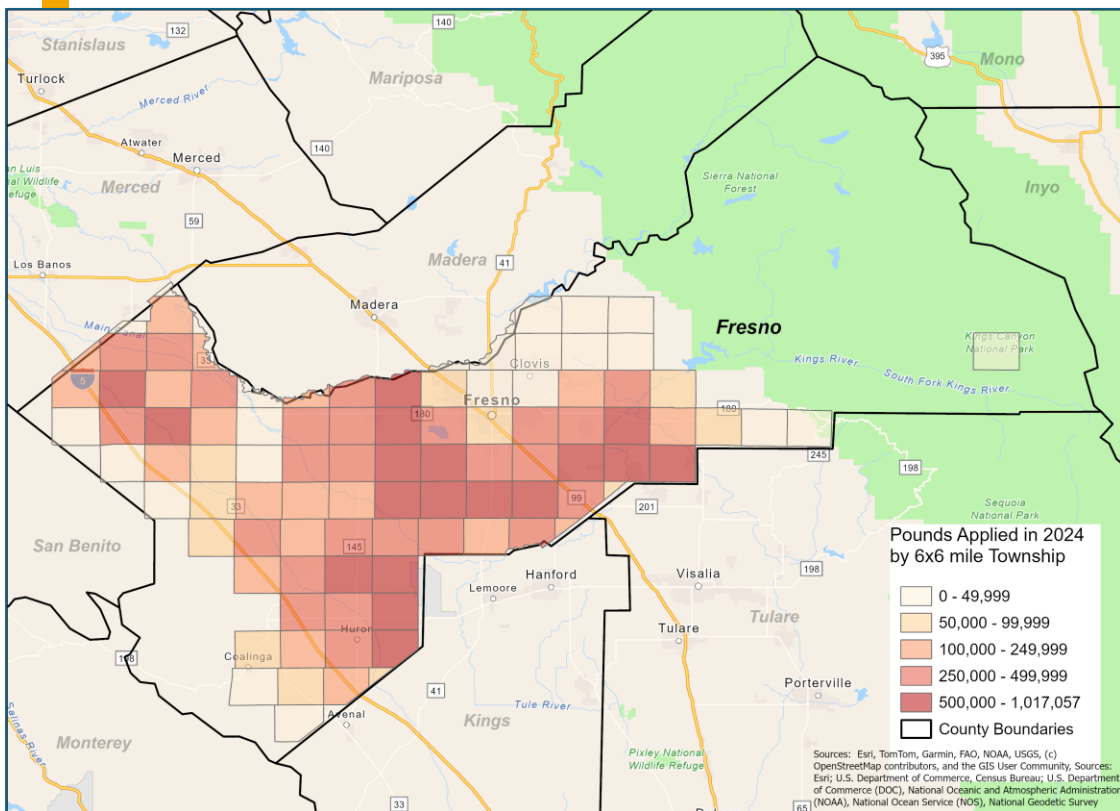 Stanislaus
132
140
Mono
395
Turlock
Mariposa
Merced River
Atwater
Merced
140
Merced
Sierra National
Forest
Inyo
59
Los Banos
Madera
41
Madera
Fresno
Kings Canyon
National Park
Main Canal
33
Clovis
Kings River
South Fork Kings River
5
Fresno
180
180
245
198
99
33
201
Sequoia
National Park
San Benito
145
Pounds Applied in 2024
by 6x6 mile Township
Hanford
Visalia
198
Lemoore
0 - 49,999
Tulare
50,000 - 99,999
Huron
Tulare
100,000 - 249,999
198
Coalinga
250,000 - 499,999
Porterville
41
500,000 - 1,017,057
Kings
Tule River
Avenal
County Boundaries
Salinas River
Monterey
Pixley National
Wildlife Refuge
33
Sources: Esri, TomTom, Garmin, FAO, NOAA, USGS, (c)
OpenStreetMap contributors, and the GIS User Community, Sources:
Esri; U.S. Department of Commerce, Census Bureau; U.S. Department
of Commerce (DOC), National Oceanic and Atmospheric Administratio
(NOAA), National Ocean Service (NOS), National Geodetic Survey